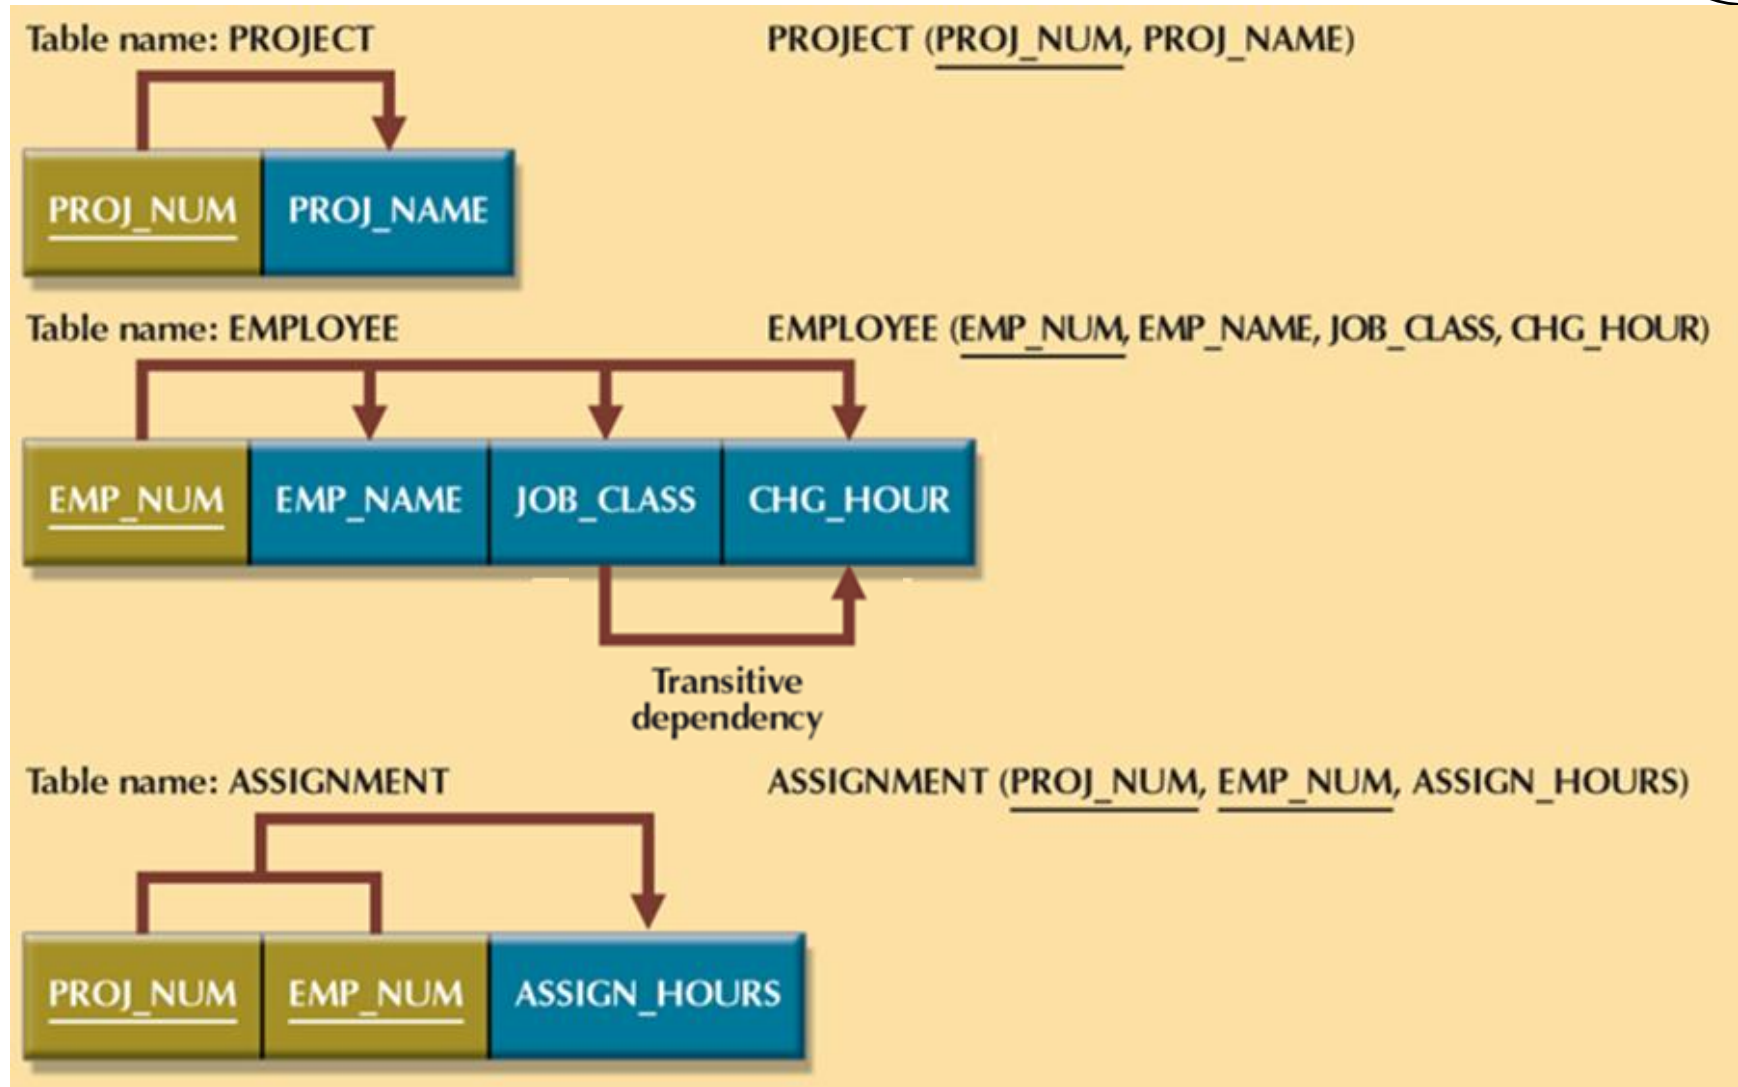 Table name: PROJECT
PROJECT (PROJ_NUM, PROJ_NAME)
PROJ_NUM PROJ_NAME
Table name: EMPLOYEE
EMPLOYEE (EMP_NUM, EMP_NAME, JOB_CLASS, CHG_HOUR)
EMP_NUM EMP_NAME JOB_CLASS CHG_HOUR
Transitive
dependency
Table name: ASSIGNMENT
ASSIGNMENT (PROJ_NUM, EMP_NUM, ASSIGN_HOURS)
PROJ_NUM EMP_NUM ASSIGN_HOURS